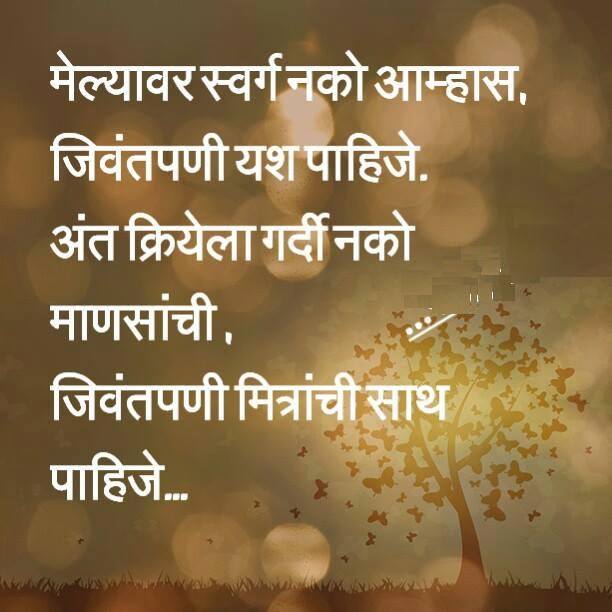 मेल्यावर स्वर्ग नको आम्हास,
जिवंतपणी यश पाहिजे.
अंत क्रियेला गर्दी नको
माणसांची ,
जिवंतपणी मित्रांची साथ
पाहिजे...